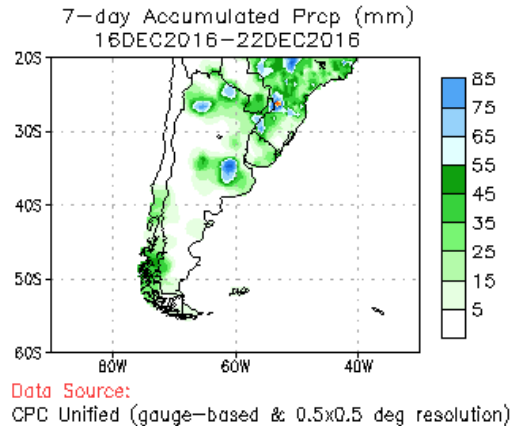 7-day Accumulated Prcp (mm)
16DEC2016-22DEC2016
20S
30S
40S
50S
60S
80W
60W
40W
85
75
65
55
45
35
25
15
5
Data Source:
CPC Unified (gauge-based & 0.5x0.5 deg resolution)